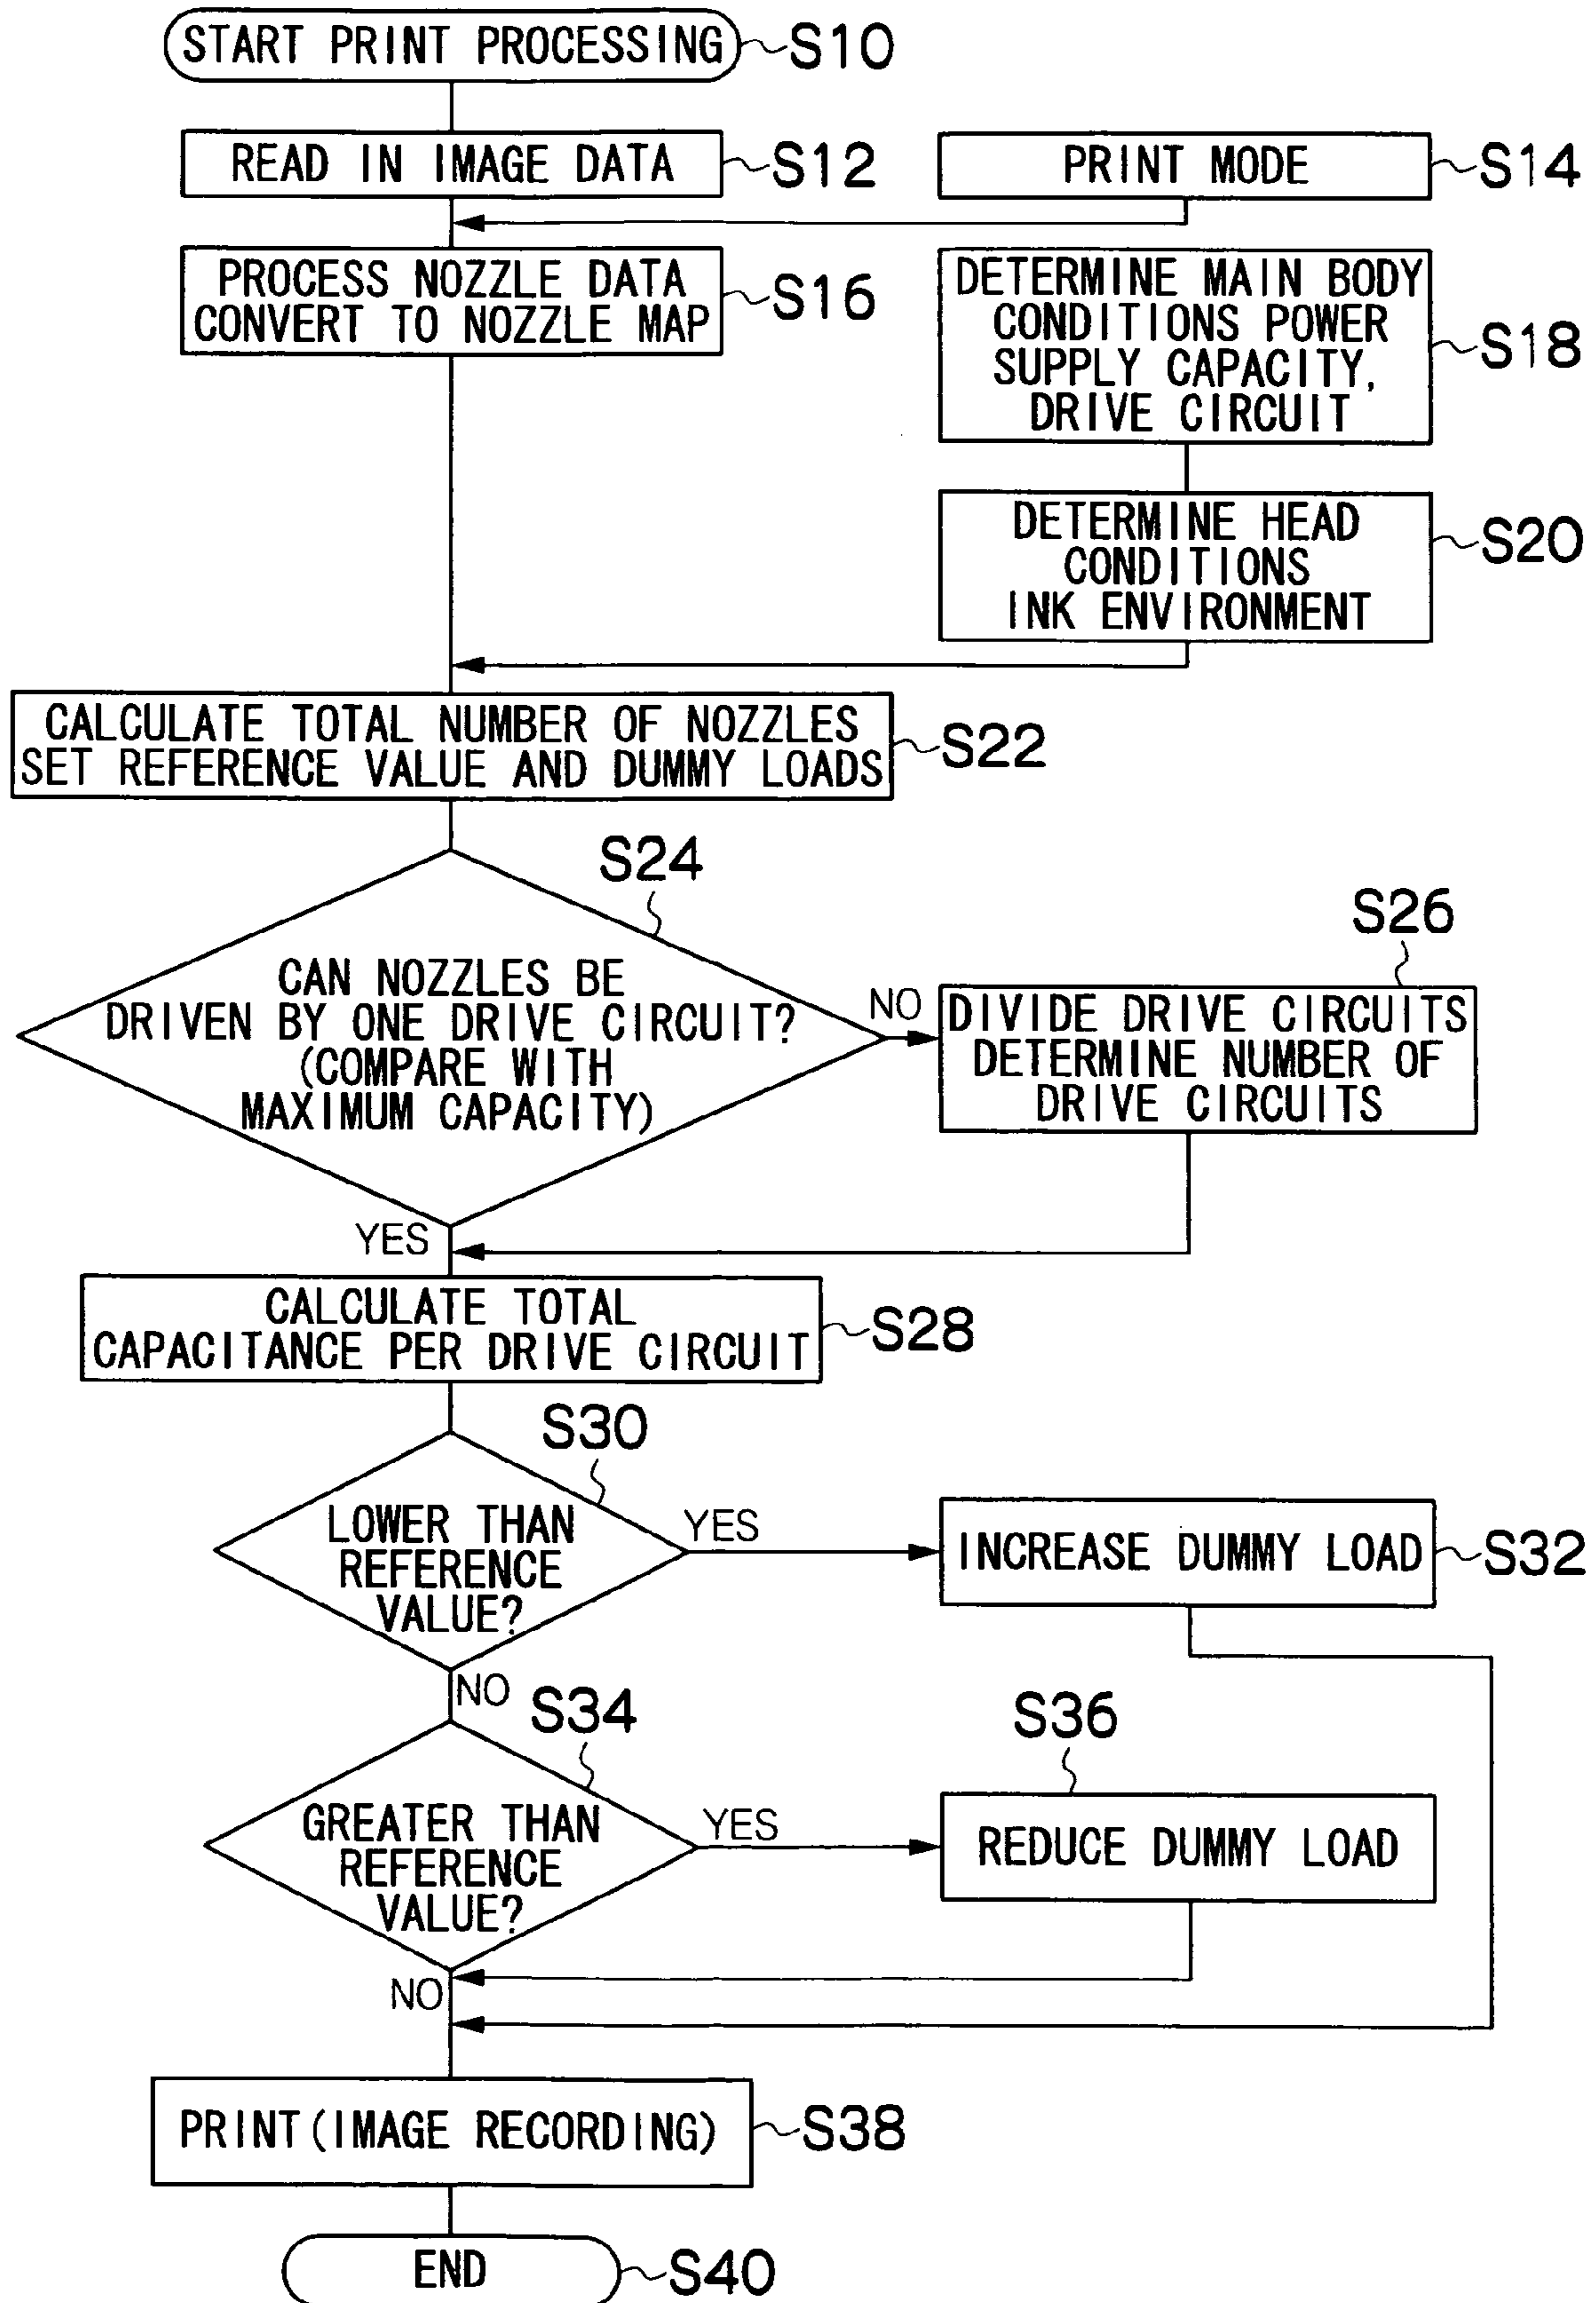 START PRINT PROCESSING
S10
READ IN IMAGE DATA
S12
PRINT MODE
S14
PROCESS NOZZLE DATA
CONVERT TO NOZZLE MAP
S16
DETERMINE MAIN BODY
CONDITIONS POWER
SUPPLY CAPACITY,
DRIVE CIRCUIT
S18
DETERMINE HEAD
CONDITIONS
INK ENVIRONMENT
S20
CALCULATE TOTAL NUMBER OF NOZZLES
SET REFERENCE VALUE AND DUMMY LOADS
S22
S24
CAN NOZZLES BE
DRIVEN BY ONE DRIVE CIRCUIT?
(COMPARE WITH
MAXIMUM CAPACITY)
NO
S26
DIVIDE DRIVE CIRCUITS
DETERMINE NUMBER OF
DRIVE CIRCUITS
YES
CALCULATE TOTAL
CAPACITANCE PER DRIVE CIRCUIT
S28
S30
LOWER THAN
REFERENCE
VALUE?
YES
INCREASE DUMMY LOAD
S32
NO
S34
GREATER THAN
REFERENCE
VALUE?
YES
S36
REDUCE DUMMY LOAD
NO
PRINT(IMAGE RECORDING)
S38
END
S40